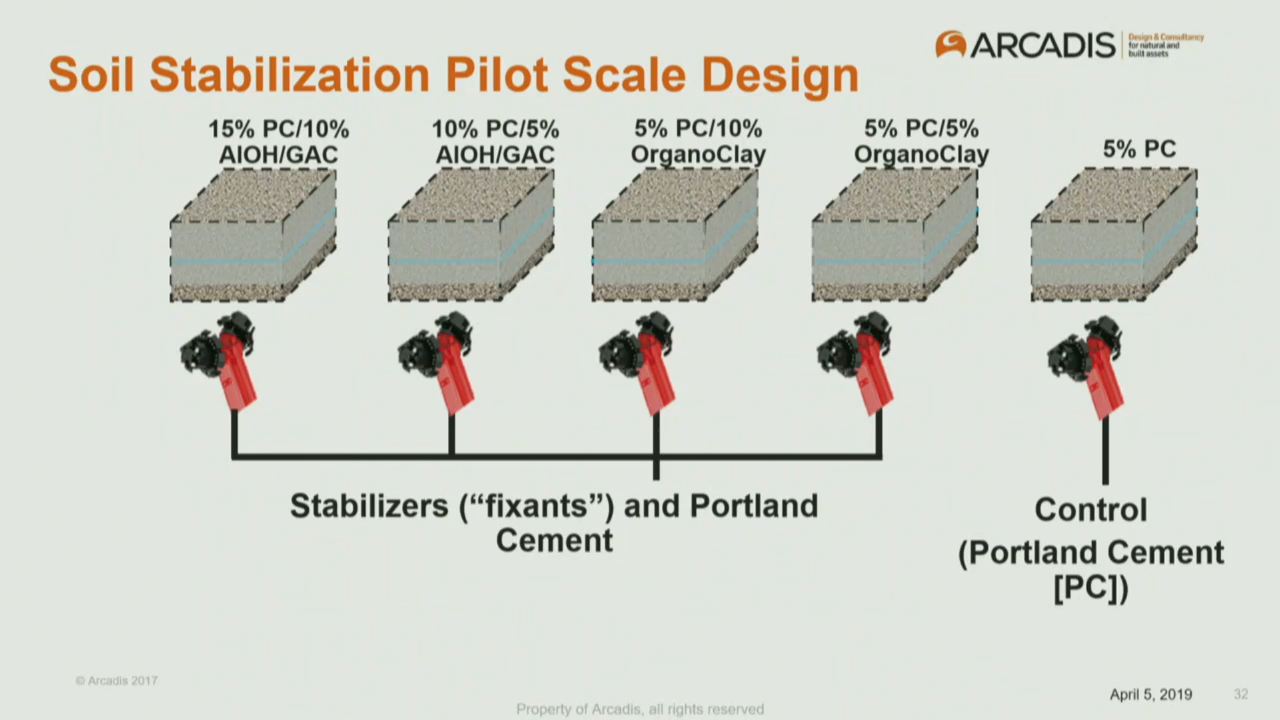 ARCADIS
Design & Consultancy
for natural and
built assets
Soil Stabilization Pilot Scale Design
15% PC/10%
AlOH/GAC
10% PC/5%
AlOH/GAC
5% PC/10%
OrganoClay
5% PC/5%
OrganoClay
5% PC
Stabilizers (“fixants”) and Portland
Cement
Control
(Portland Cement
[PC])
© Arcadis 2017
Property of Arcadis, all rights reserved
April 5, 2019
32